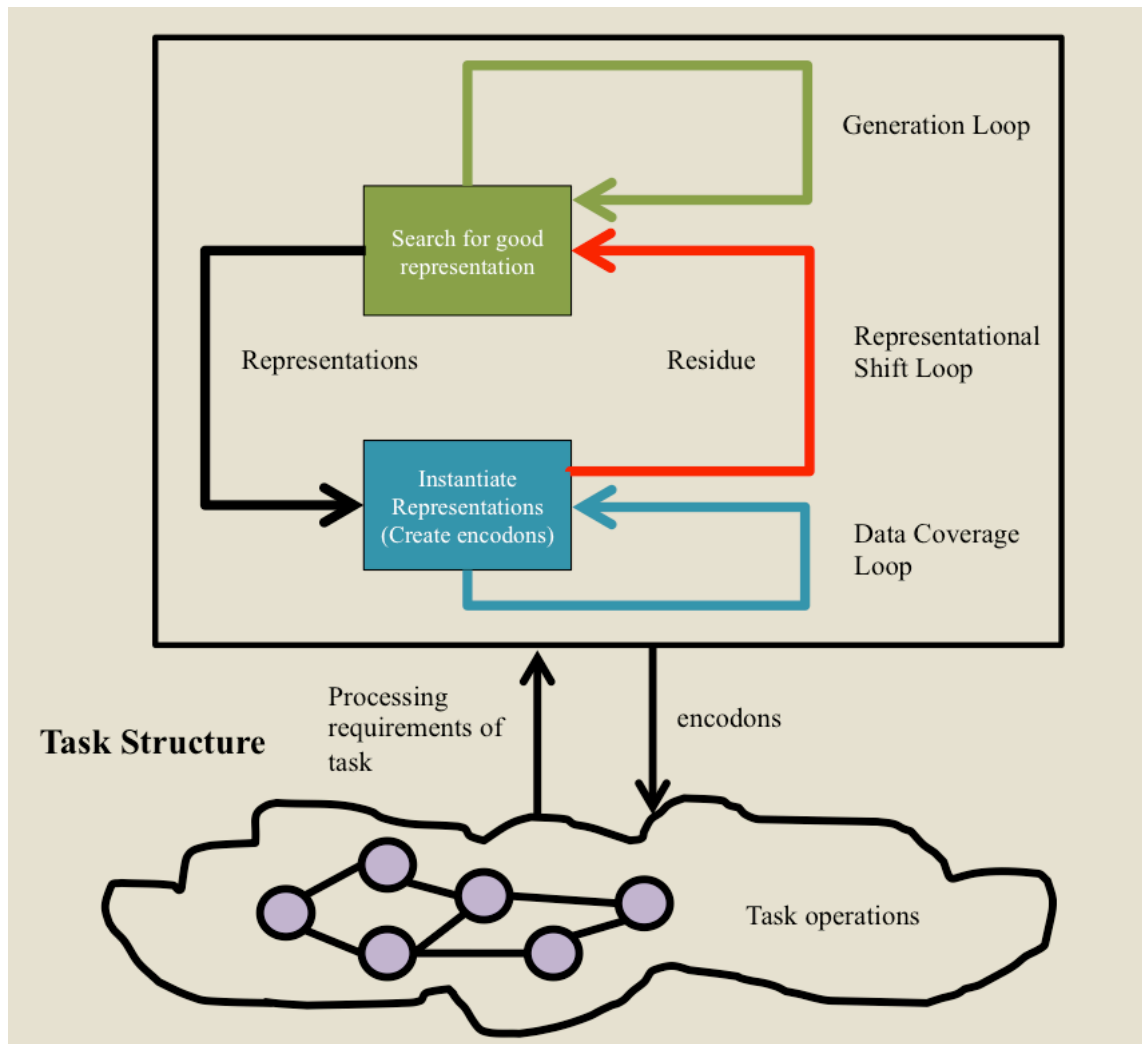 Generation Loop
Search for good
representation
Representations
Residue
Representational
Shift Loop
Instantiate
Representations
(Create encodons)
Data Coverage
Loop
Processing
requirements of
task
encodons
Task Structure
Task operations